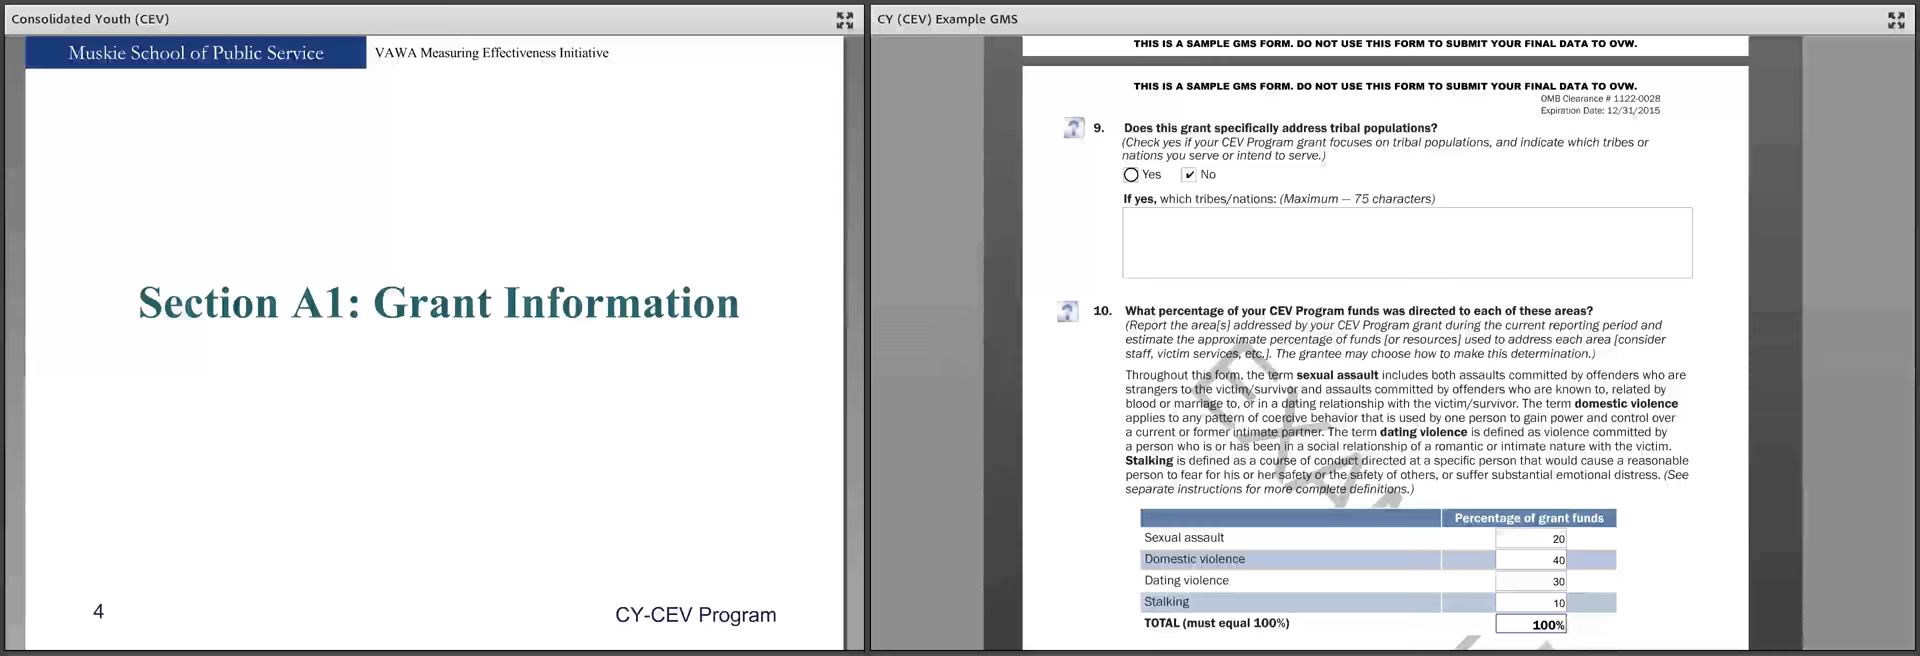 Consolidated Youth (CEV)
Muskie School of Public Service
VAWA Measuring Effectiveness Initiative
Section A1: Grant Information
4
CY-CEV Program
CY (CEV) Example GMS
THIS IS A SAMPLE GMS FORM. DO NOT USE THIS FORM TO SUBMIT YOUR FINAL DATA TO OVW.
THIS IS A SAMPLE GMS FORM. DO NOT USE THIS FORM TO SUBMIT YOUR FINAL DATA TO OVW.
OMB Clearance # 1122-0028
Expiration Date: 12/31/2015
? 9. Does this grant specifically address tribal populations?
(Check yes if your CEV Program grant focuses on tribal populations, and indicate which tribes or
nations you serve or intend to serve.)
Yes ✔ No
If yes, which tribes/nations: (Maximum — 75 characters)
? 10. What percentage of your CEV Program funds was directed to each of these areas?
(Report the area[s] addressed by your CEV Program grant during the current reporting period and
estimate the approximate percentage of funds [or resources] used to address each area [consider
staff, victim services, etc.]. The grantee may choose how to make this determination.)
Throughout this form, the term sexual assault includes both assaults committed by offenders who are
strangers to the victim/survivor and assaults committed by offenders who are known to, related by
blood or marriage to, or in a dating relationship with the victim/survivor. The term domestic violence
applies to any pattern of coercive behavior that is used by one person to gain power and control over
a current or former intimate partner. The term dating violence is defined as violence committed by
a person who is or has been in a social relationship of a romantic or intimate nature with the victim.
Stalking is defined as a course of conduct directed at a specific person that would cause a reasonable
person to fear for his or her safety or the safety of others, or suffer substantial emotional distress. (See
separate instructions for more complete definitions.)
Percentage of grant funds
Sexual assault 20
Domestic violence 40
Dating violence 30
Stalking 10
TOTAL (must equal 100%) 100%